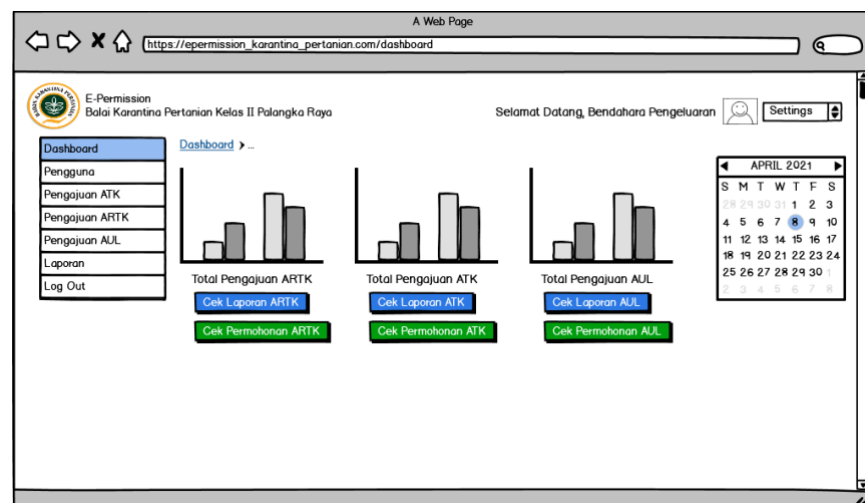 A Web Page
https://epermission_karantina_pertanian.com/dashboard
E-Permission
Balai Karantina Pertanian Kelas II Palangka Raya
Selamat Datang, Bendahara Pengeluaran
Settings
Dashboard
Pengguna
Pengajuan ATK
Pengajuan ARTK
Pengajuan AUL
Laporan
Log Out
Dashboard > ...
Total Pengajuan ARTK
Cek Laporan ARTK
Cek Permohonan ARTK
Total Pengajuan ATK
Cek Laporan ATK
Cek Permohonan ATK
Total Pengajuan AUL
Cek Laporan AUL
Cek Permohonan AUL
APRIL 2021
S M T W T F S
28 29 30 31 1 2 3
4 5 6 7 8 9 10
11 12 13 14 15 16 17
18 19 20 21 22 23 24
25 26 27 28 29 30 1
2 3 4 5 6 7 8